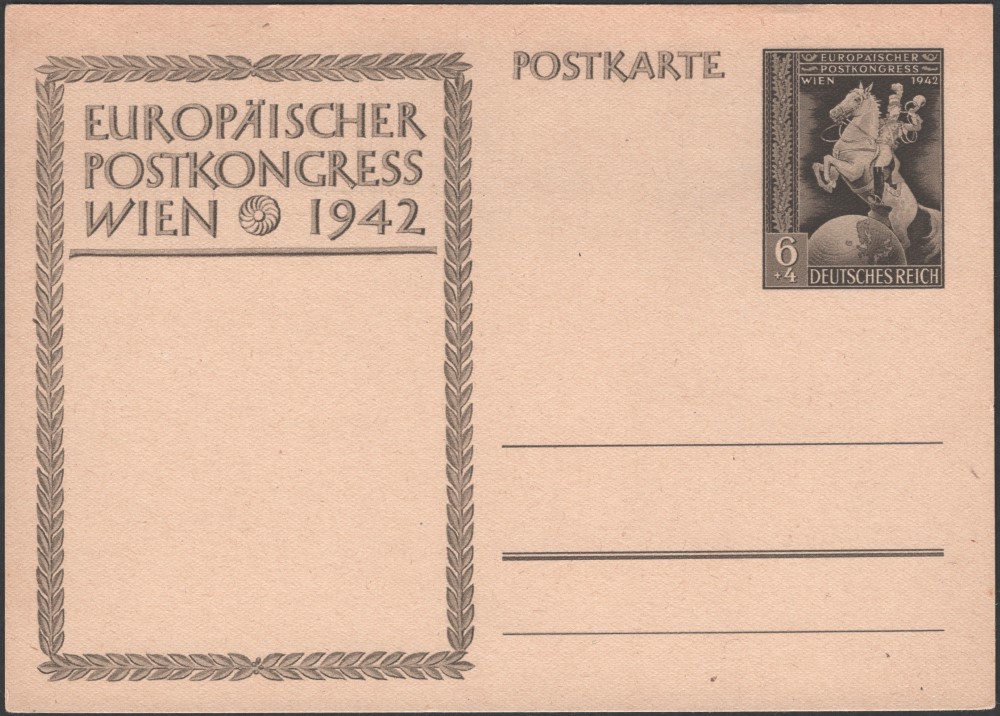 EUROPÄISCHER
POSTKONGRESS
WIEN 1942
POSTKARTE
EUROPÄISCHER
POSTKONGRESS
WIEN 1942
6
+4
DEUTSCHES REICH